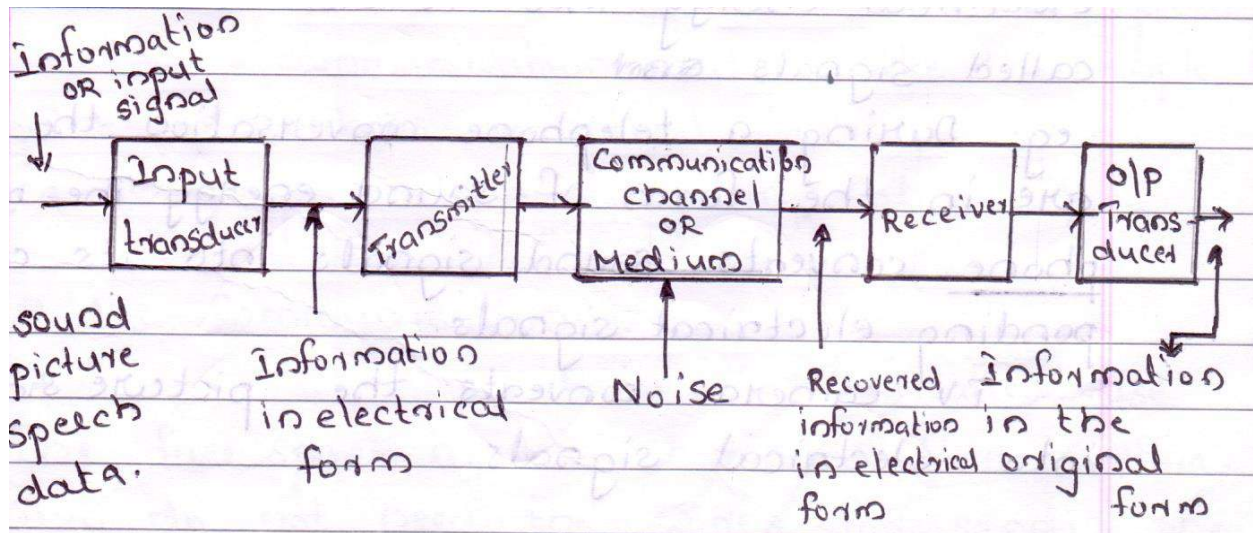 Information
OR input
signal
Input
transducer
Transmitter
Communication
channel
OR
Medium
Receiver
O/P
Trans
ducer
sound
picture
speech
data.
Information
in electrical
form
Noise
Recovered
information
in electrical
form
Information
in the
original
form